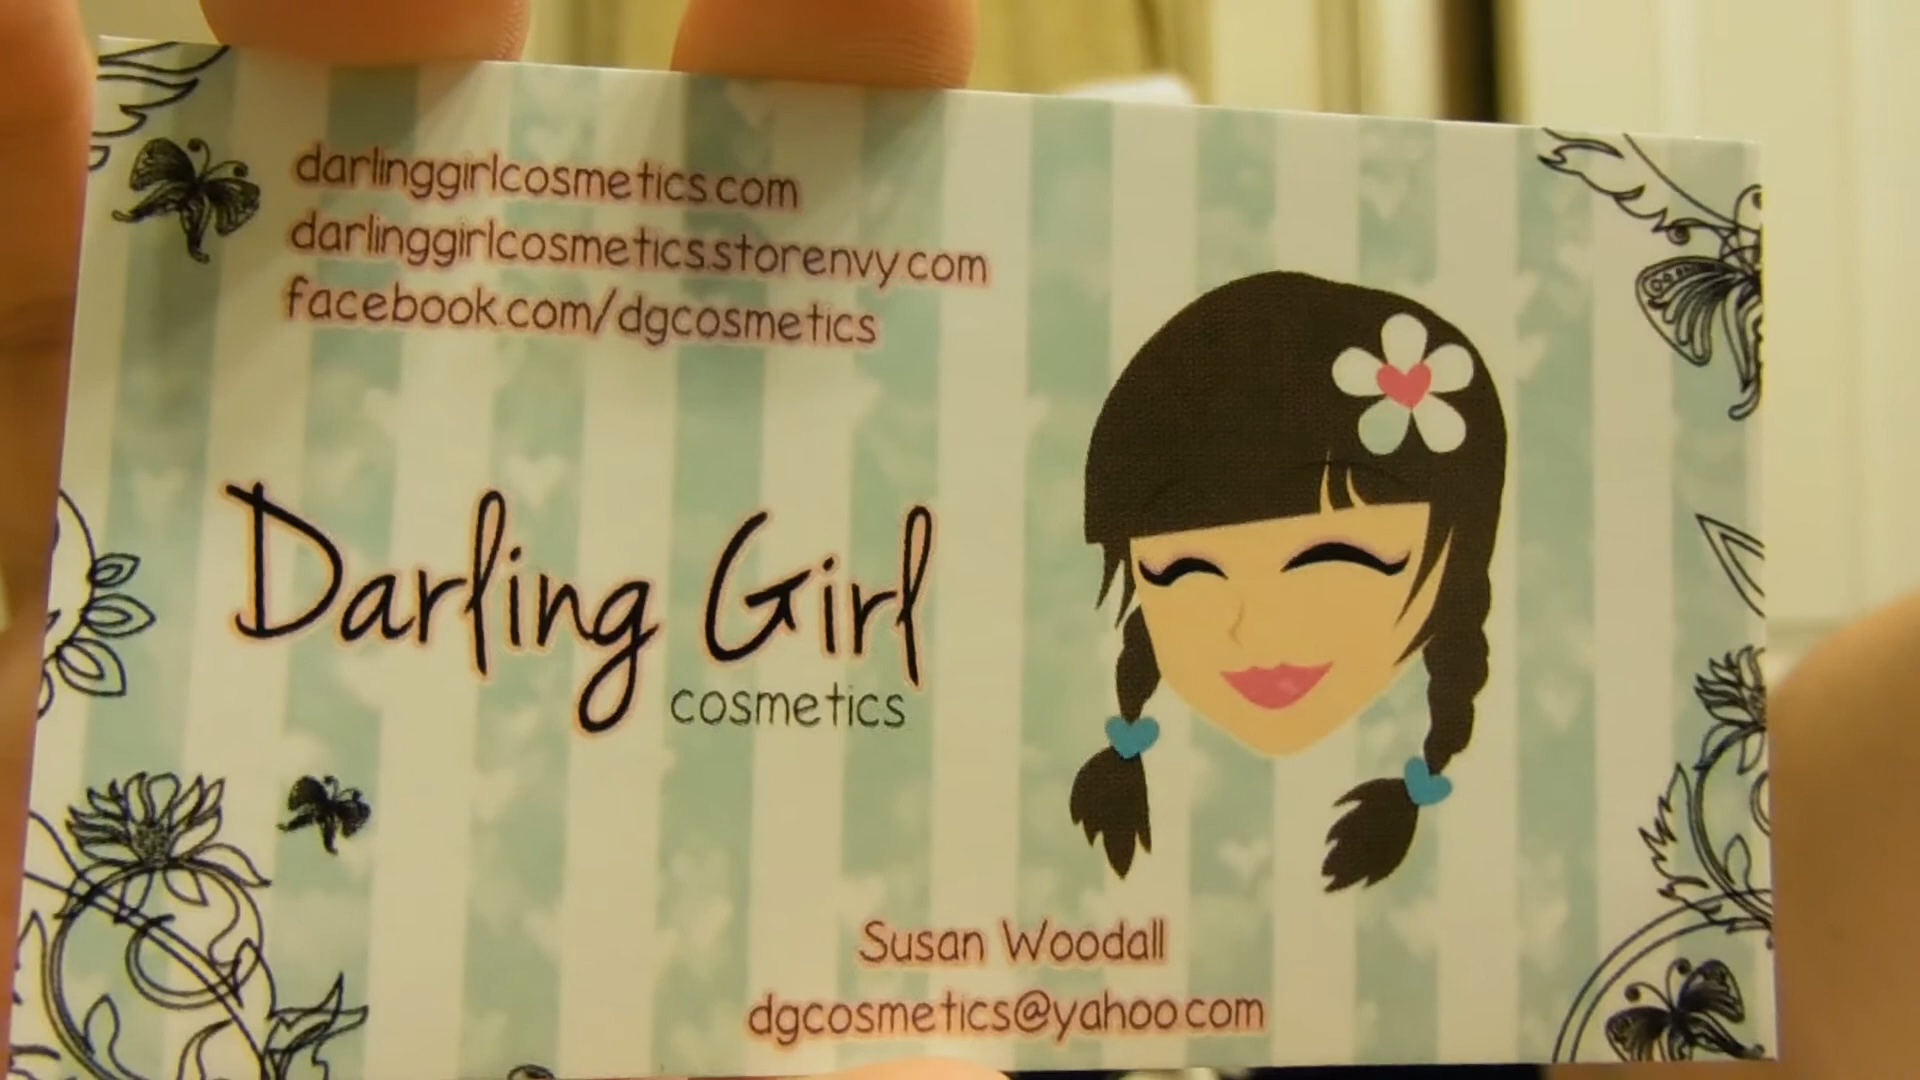 darlinggirlcosmetics.com
darlinggirlcosmetics.storenvy.com
facebook.com/dgcosmetics
Darling Girl
cosmetics
Susan Woodall
dgcosmetics@yahoo.com